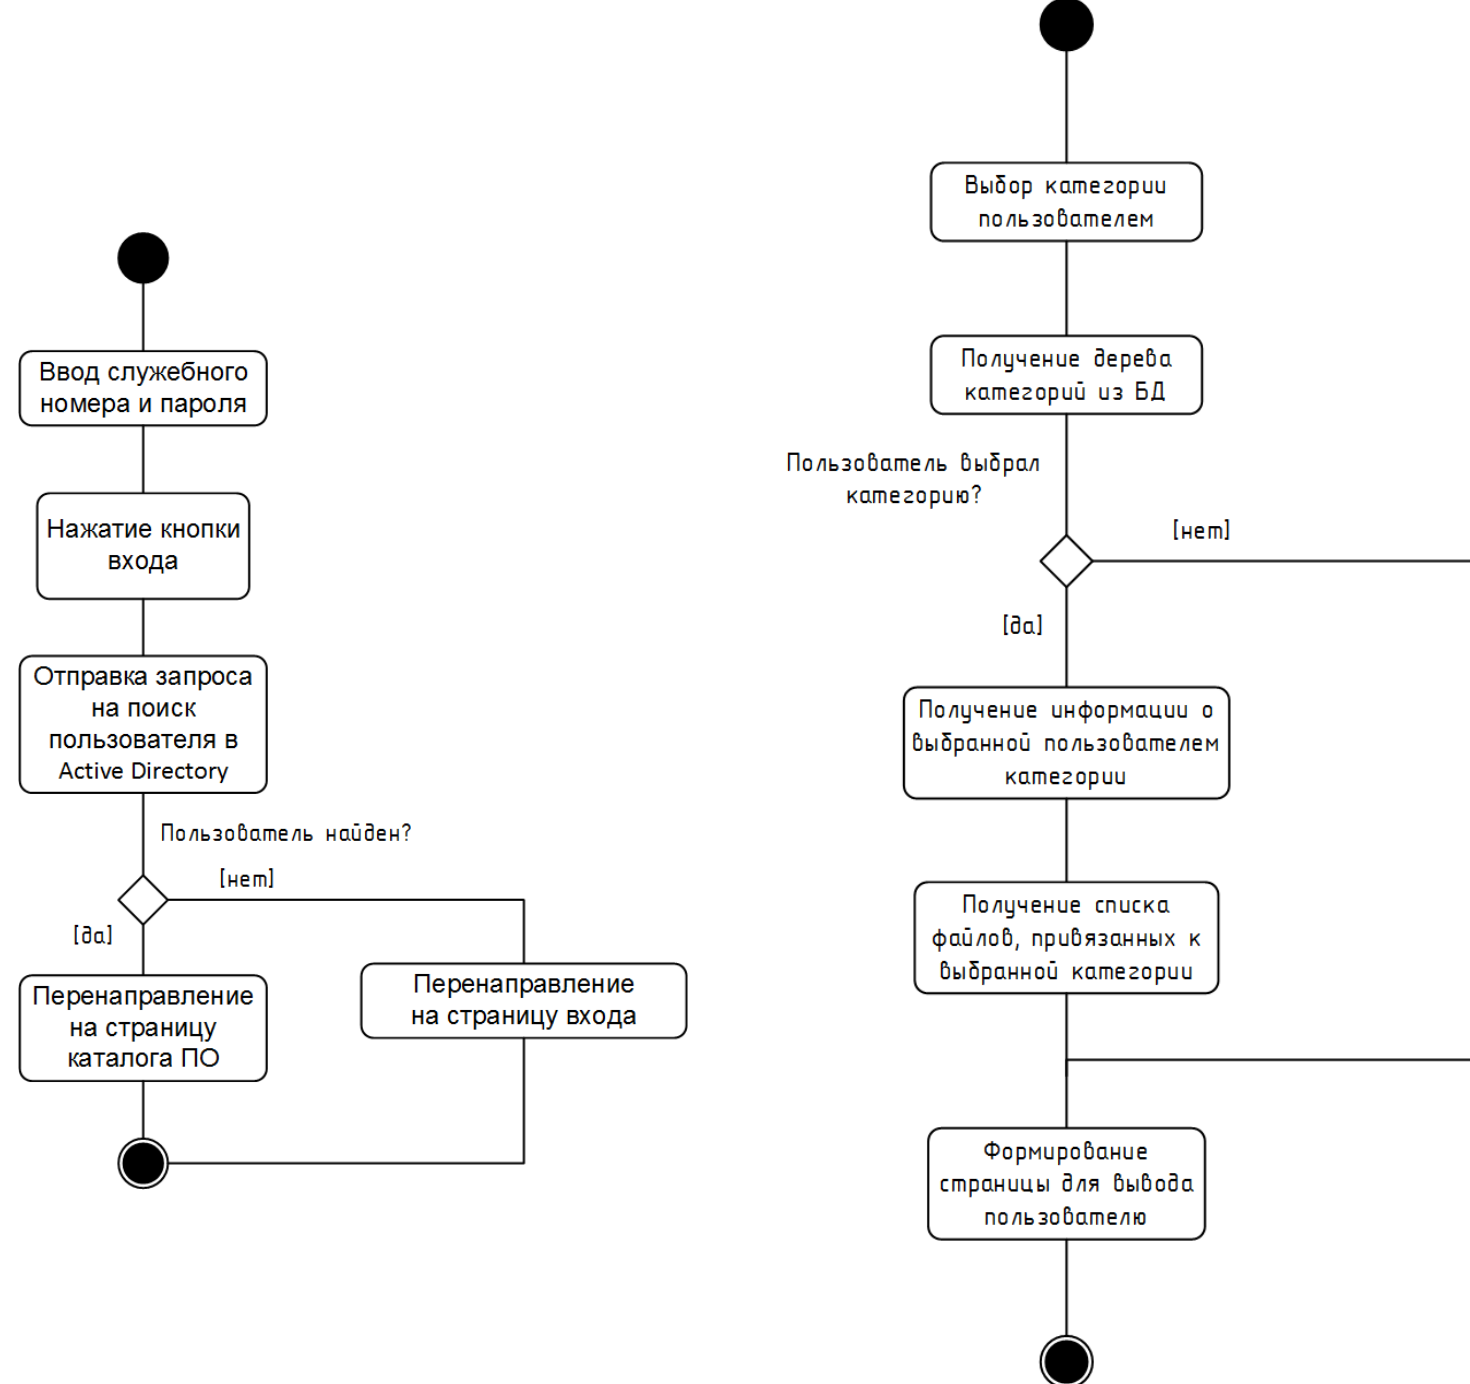 Ввод служебного
номера и пароля
Нажатие кнопки
входа
Отправка запроса
на поиск
пользователя в
Active Directory
Пользователь найден?
[нет]
[да]
Перенаправление
на страницу
каталога ПО
Перенаправление
на страницу входа
Выбор категории
пользователем
Получение дерева
категорий из БД
Пользователь выбрал
категорию?
[нет]
[да]
Получение информации о
выбранной пользователем
категории
Получение списка
файлов, привязанных к
выбранной категории
Формирование
страницы для вывода
пользователю